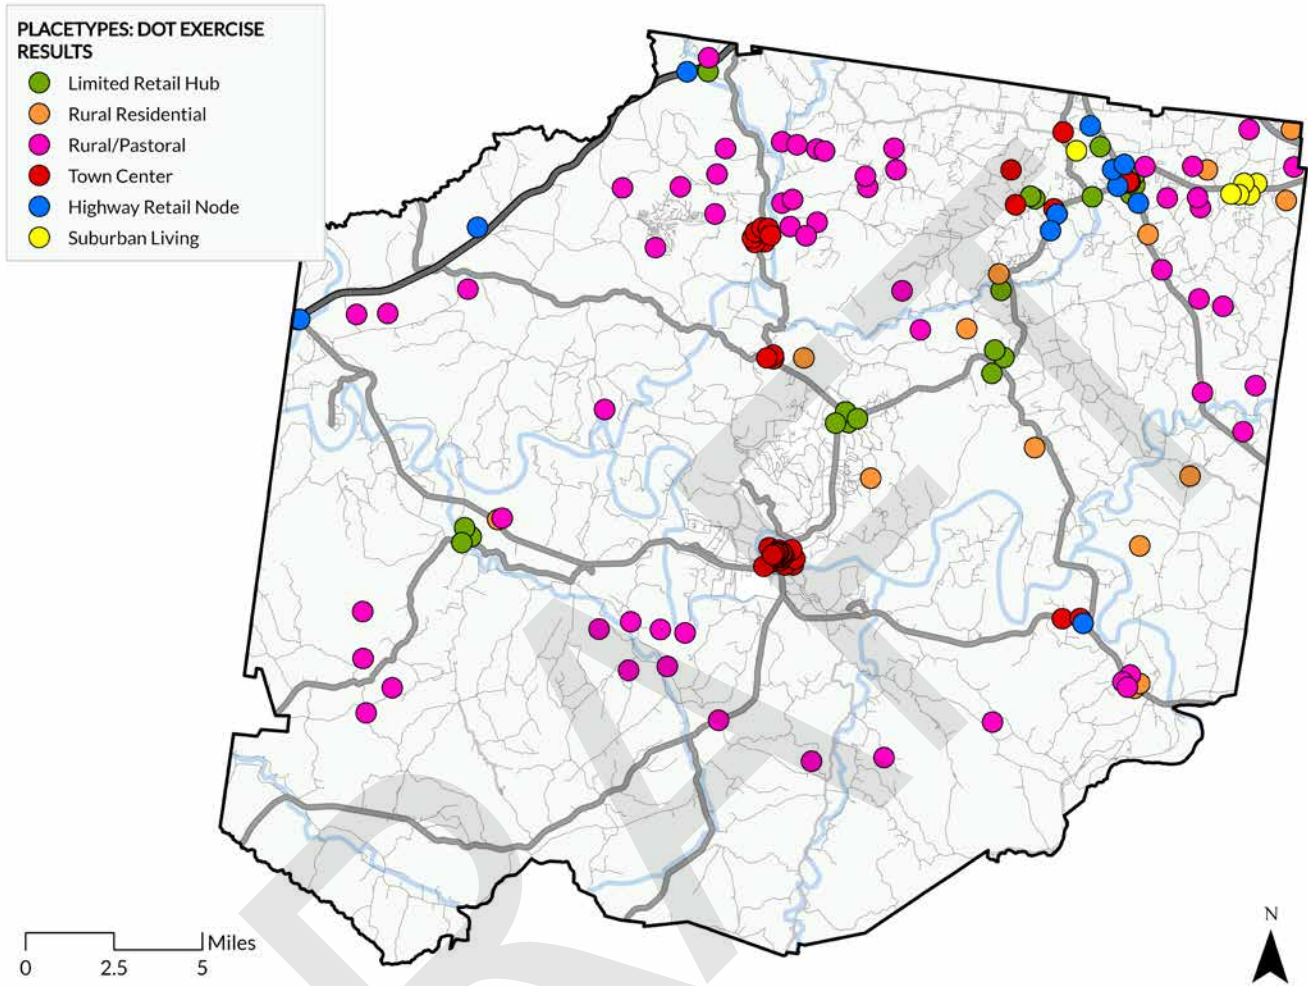 PLACETYPES: DOT EXERCISE
RESULTS
Limited Retail Hub
Rural Residential
Rural/Pastoral
Town Center
Highway Retail Node
Suburban Living
DRAFT
N
Miles
0 2.5 5